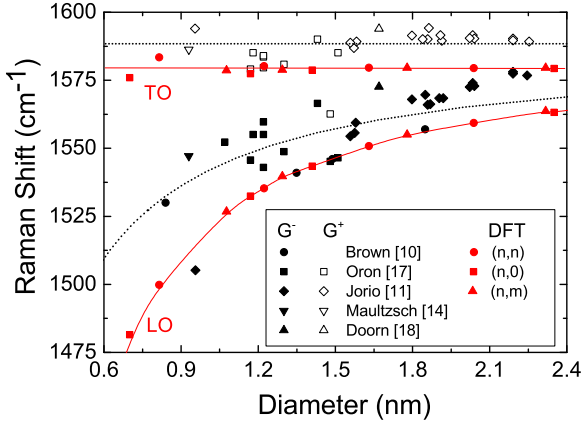 1600
1575
1550
1525
1500
1475
Raman Shift (cm-1)
TO
LO
G- G+ DFT
Brown [10] (n,n)
Oron [17] (n,0)
Jorio [11] (n,m)
Maultzsch [14]
Doorn [18]
0.6 0.9 1.2 1.5 1.8 2.1 2.4
Diameter (nm)